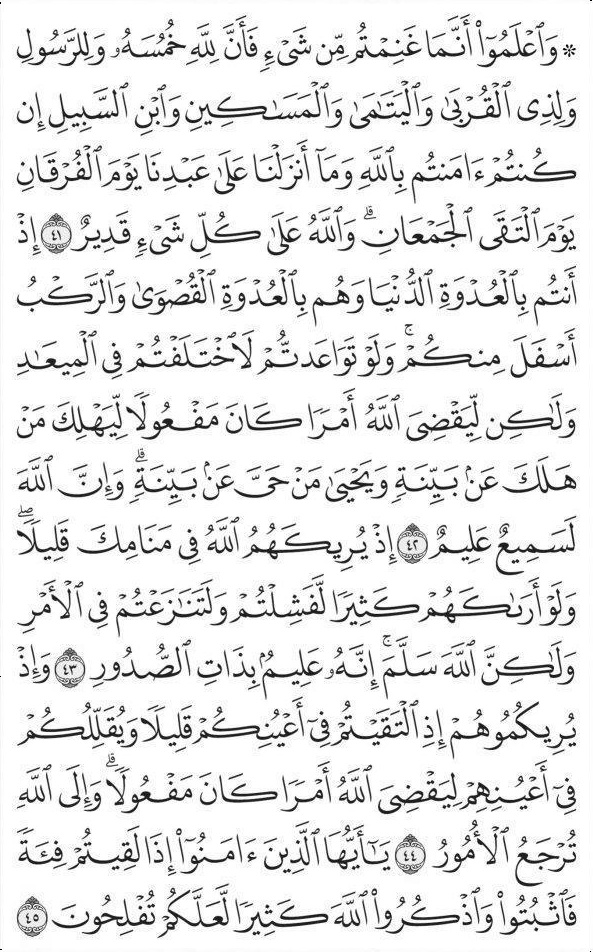 ۞ وَٱعۡلَمُوٓاْ أَنَّمَا غَنِمۡتُم مِّن شَيۡءٖ فَأَنَّ لِلَّهِ خُمُسَهُۥ وَلِلرَّسُولِ
وَلِذِي ٱلۡقُرۡبَىٰ وَٱلۡيَتَٰمَىٰ وَٱلۡمَسَٰكِينِ وَٱبۡنِ ٱلسَّبِيلِ إِن
كُنتُمۡ ءَامَنتُم بِٱللَّهِ وَمَآ أَنزَلۡنَا عَلَىٰ عَبۡدِنَا يَوۡمَ ٱلۡفُرۡقَانِ
يَوۡمَ ٱلۡتَقَى ٱلۡجَمۡعَانِۗ وَٱللَّهُ عَلَىٰ كُلِّ شَيۡءٖ قَدِيرٌ ٤١ إِذۡ
أَنتُم بِٱلۡعُدۡوَةِ ٱلدُّنۡيَا وَهُم بِٱلۡعُدۡوَةِ ٱلۡقُصۡوَىٰ وَٱلرَّكۡبُ
أَسۡفَلَ مِنكُمۡۚ وَلَوۡ تَوَاعَدتُّمۡ لَٱخۡتَلَفۡتُمۡ فِي ٱلۡمِيعَٰدِ
وَلَٰكِن لِّيَقۡضِيَ ٱللَّهُ أَمۡرٗا كَانَ مَفۡعُولٗا لِّيَهۡلِكَ مَنۡ
هَلَكَ عَنۢ بَيِّنَةٖ وَيَحۡيَىٰ مَنۡ حَيَّ عَنۢ بَيِّنَةٖۗ وَإِنَّ ٱللَّهَ
لَسَمِيعٌ عَلِيمٌ ٤٢ إِذۡ يُرِيكَهُمُ ٱللَّهُ فِي مَنَامِكَ قَلِيلٗاۖ
وَلَوۡ أَرَىٰكَهُمۡ كَثِيرٗا لَّفَشِلۡتُمۡ وَلَتَنَٰزَعۡتُمۡ فِي ٱلۡأَمۡرِ
وَلَٰكِنَّ ٱللَّهَ سَلَّمَۚ إِنَّهُۥ عَلِيمُۢ بِذَاتِ ٱلصُّدُورِ ٤٣ وَإِذۡ
يُرِيكُمُوهُمۡ إِذِ ٱلۡتَقَيۡتُمۡ فِيٓ أَعۡيُنِكُمۡ قَلِيلٗا وَيُقَلِّلُكُمۡ
فِيٓ أَعۡيُنِهِمۡ لِيَقۡضِيَ ٱللَّهُ أَمۡرٗا كَانَ مَفۡعُولٗاۗ وَإِلَى ٱللَّهِ
تُرۡجَعُ ٱلۡأُمُورُ ٤٤ يَٰٓأَيُّهَا ٱلَّذِينَ ءَامَنُوٓاْ إِذَا لَقِيتُمۡ فِئَةٗ
فَٱثۡبُتُواْ وَٱذۡكُرُواْ ٱللَّهَ كَثِيرٗا لَّعَلَّكُمۡ تُفۡلِحُونَ ٤٥